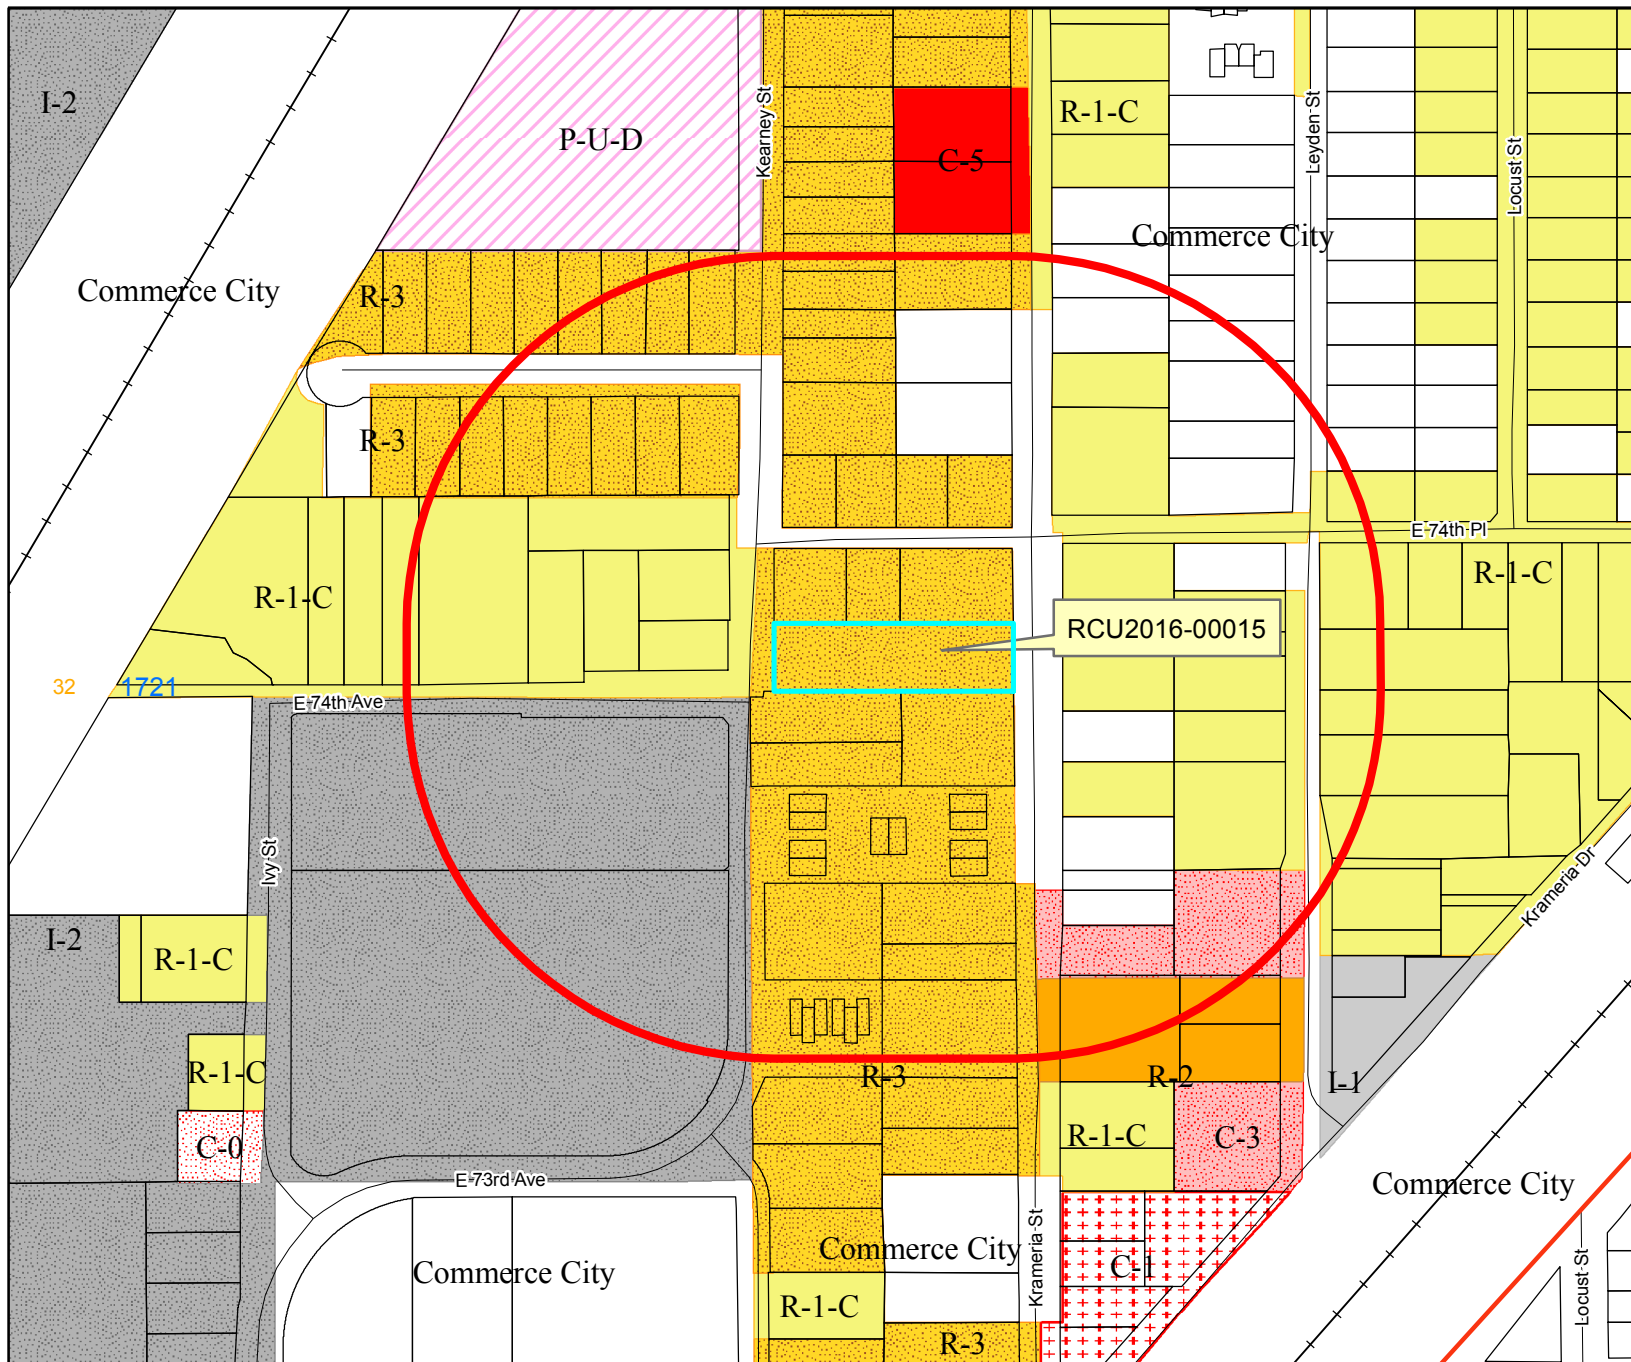 I-2
P-U-D
Kearney St
C-5
R-1-C
Leyden St
Locust St
Commerce City
Commerce City
R-3
R-3
E 74th Pl
R-1-C
R-1-C
RCU2016-00015
32
1721
E 74th Ave
Ivy St
Krameria Dr
I-2
R-1-C
R-1-C
R-3
R-2
I-1
C-0
R-1-C
C-3
E 73rd Ave
Commerce City
Krameria St
Commerce City
Commerce City
C-1
Locust St
R-1-C
R-3